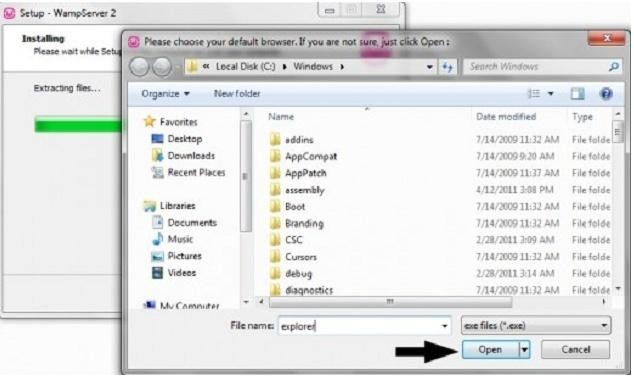 Setup - WampServer 2
Installing
Please wait while Setup
Extracting files...
Please choose your default browser. If you are not sure, just click Open :
« Local Disk (C:) Windows
Search Windows
Organize
New folder
Favorites
Desktop
Downloads
Recent Places
Libraries
Documents
Music
Pictures
Videos
My Computer
Name Date modified Type
addins 7/14/2009 11:32 AM File folde
AppCompat 7/14/2009 9:20 AM File folde
AppPatch 7/14/2009 11:37 AM File folde
assembly 4/12/2011 3:08 PM File folde
Boot 7/14/2009 11:32 AM File folde
Branding 7/14/2009 11:32 AM File folde
CSC 2/28/2011 3:09 AM File folde
Cursors 7/14/2009 11:32 AM File folde
debug 2/28/2011 3:14 AM File folde
diagnostics 7/14/2009 11:32 AM File folde
File name: explorer
exe files (*.exe)
Open
Cancel